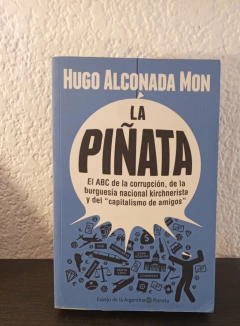 HUGO ALCONADA MON
LA
PIÑATA
El ABC de la corrupción, de la
burguesía nacional kirchnerista
y del "capitalismo de amigos"
Espejo de la Argentina Planeta